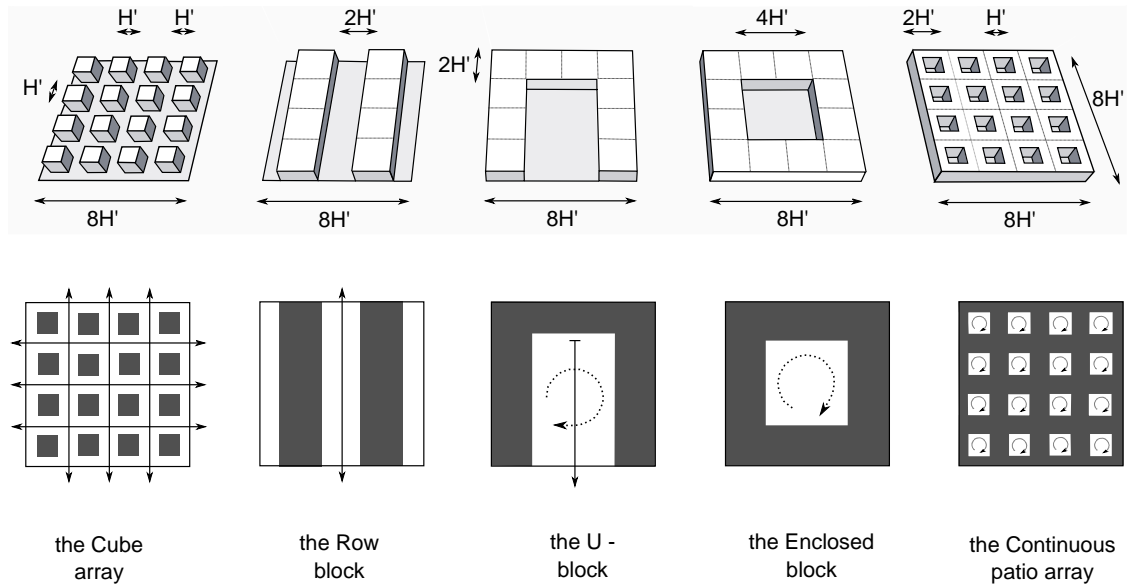 H' H'
H'
8H'
2H'
8H'
2H'
8H'
4H'
8H'
2H' H'
8H'
8H'
the Cube
array
the Row
block
the U -
block
the Enclosed
block
the Continuous
patio array